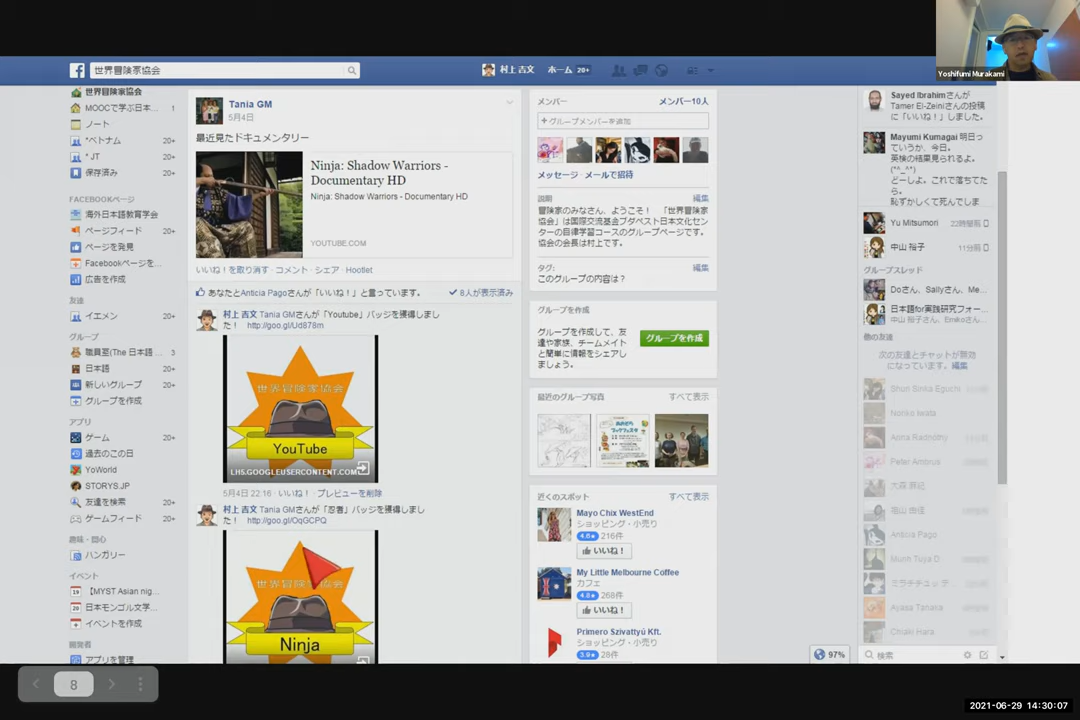 Yoshifumi Murakami
世界冒険家協会
村上吉文
ホーム 20+
世界冒険家協会
MOOCで学ぶ日本... 1
ノート
*ベトナム 20+
* JT 20+
保存済み 20+
FACEBOOKページ
海外日本語教育学会
ページフィード 20+
ページを発見
Facebookページを...
広告を作成
友達
イエメン 20+
グループ
職員室(The 日本語... 3
日本語
新しいグループ
グループを作成
アプリ
ゲーム 20+
過去のこの日
YoWorld
STORYS.JP
友達を検索 20+
ゲームフィード 20+
趣味・関心
ハンガリー
イベント
【MYST Asian nig...
日本モンゴル文学...
イベントを作成
開発者
アプリを管理
Tania GM
5月4日
最近見たドキュメンタリー
Ninja: Shadow Warriors -
Documentary HD
Ninja: Shadow Warriors - Documentary HD
YOUTUBE.COM
いいね！を取り消す · コメント · シェア Hootlet
あなたとAnticia Pagoさんが「いいね！」と言っています。
8人が表示済み
村上 吉文 Tania GMさんが「Youtube」バッジを獲得しまし
た！ http://goo.gl/Ud878m
世界冒険家協会
YouTube
LH5.GOOGLEUSERCONTENT.COM
5月4日 22:16 · いいね！ · プレビューを削除
村上 吉文 Tania GMさんが「忍者」バッジを獲得しまし
た！ http://goo.gl/OqGCPQ
世界冒険家協会
Ninja
メンバー
メンバー10人
+ グループメンバーを追加
メッセージ · メールで招待
説明
編集
冒険家のみなさん、ようこそ！ 「世界冒険家
協会」は国際交流基金ブダペスト日本文化セン
ターの自律学習コースのグループページです。
協会の会長は村上です。
タグ:
編集
このグループの内容は？
グループを作成
グループを作成して、友
達や家族、チームメイト
と簡単に情報をシェアし
ましょう。
グループを作成
最近のグループ写真
すべて表示
近くのスポット
すべて表示
Mayo Chix WestEnd
ショッピング・小売り
216件
いいね！
My Little Melbourne Coffee
カフェ
268件
いいね！
Primero Szivattyú Kft.
ショッピング・小売り
3.9★ 28件
Sayed Ibrahimさんが
Tamer El-Zeiniさんの投稿
に「いいね！」しました。
Mayumi Kumagai 明日っ
ていうか、今日。
英検の結果見られるよ。
(*^_^**)
どーしよ。これで落ちてた
ら。
恥ずかしくて死んでしま
Yu Mitsumori 22時間前
中山 裕子 11分前
グループスレッド
Doさん、Sallyさん、Me...
日本語for実践研究フォー...
中山 裕子さん、Emikoさん...
他の友達
次の友達とチャットが無効
になっています。編集
Shun Sinka Eguchi
Noriko Iwata
Peter Ambrus
Anticia Pago
Munh Tuya D.
ミラクチュッ テ...
Ayasa Tanaka
Chiaki Hara
97%
検索
8
2021-06-29 14:30:07